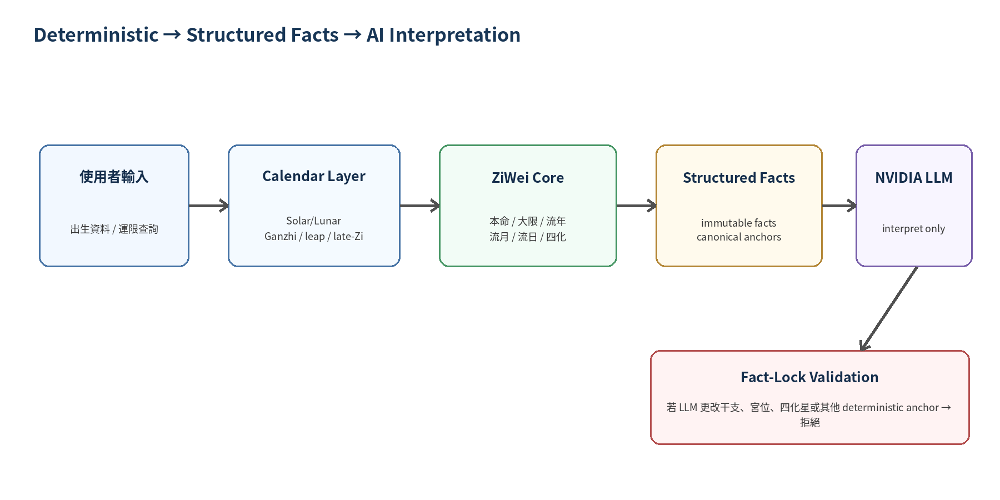 Deterministic → Structured Facts → AI Interpretation
使用者輸入
出生資料 / 運限查詢
Calendar Layer
Solar/Lunar
Ganzhi / leap / late-Zi
ZiWei Core
本命 / 大限 / 流年
流月 / 流日 / 四化
Structured Facts
immutable facts
canonical anchors
NVIDIA LLM
interpret only
Fact-Lock Validation
若 LLM 更改干支、宮位、四化星或其他 deterministic anchor →
拒絕